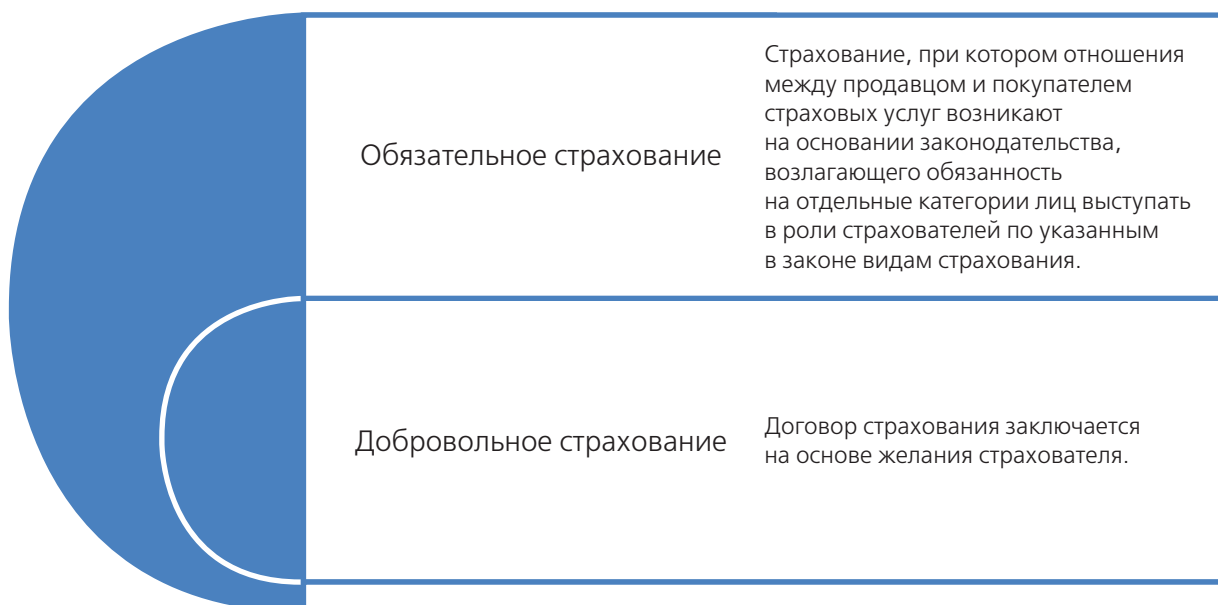 Обязательное страхование
Страхование, при котором отношения
между продавцом и покупателем
страховых услуг возникают
на основании законодательства,
возлагающего обязанность
на отдельные категории лиц выступать
в роли страхователей по указанным
в законе видам страхования.
Добровольное страхование
Договор страхования заключается
на основе желания страхователя.